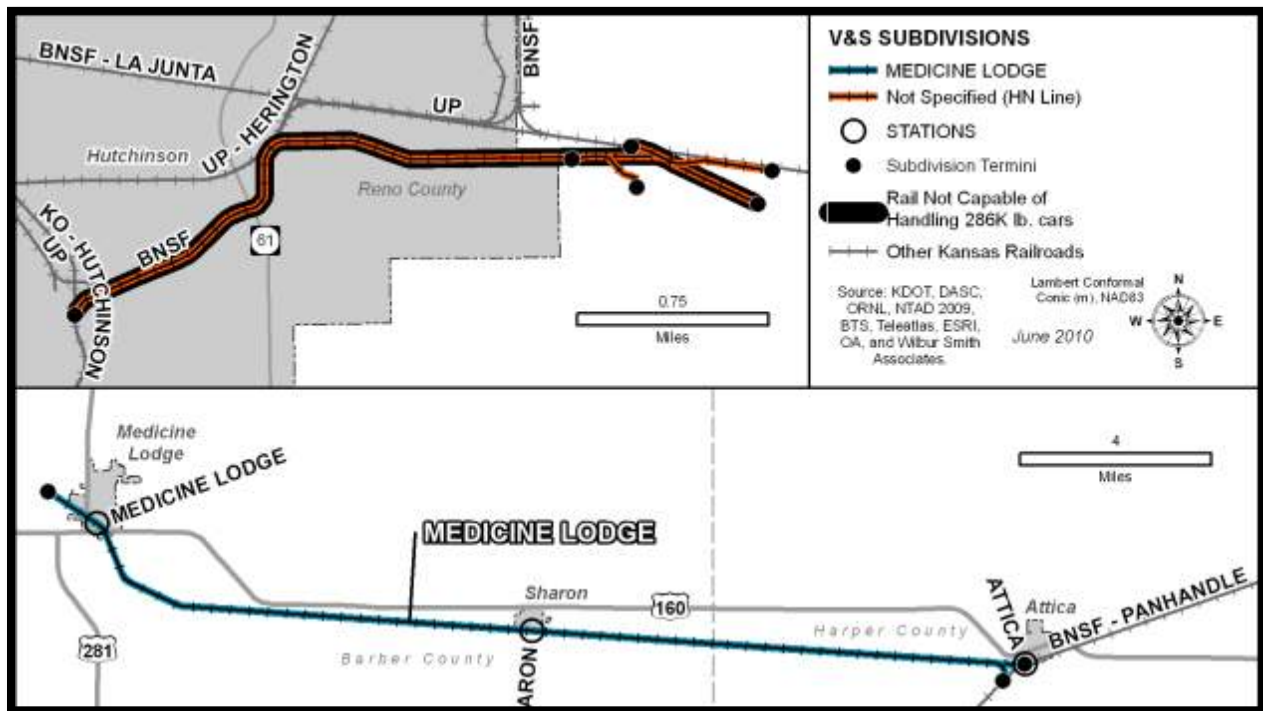 BNSF - LA JUNTA
UP - HERINGTON
UP
BNSF
Hutchinson
Reno County
KO - HUTCHINSON
UP
BNSF
61
0.75
Miles
V&S SUBDIVISIONS
MEDICINE LODGE
Not Specified (HN Line)
STATIONS
Subdivision Termini
Rail Not Capable of
Handling 286K lb. cars
Other Kansas Railroads
Source: KDOT, DASC,
ORNL, NTAD 2009,
BTS, Teleatlas, ESRI,
OA, and Wilbur Smith
Associates.
Lambert Conformal
Conic (m), NAD83
June 2010
N
W
E
S
Medicine
Lodge
MEDICINE LODGE
MEDICINE LODGE
4
Miles
Sharon
160
ATTICA
Attica
BNSF - PANHANDLE
Harper County
Barber County
281
ARON